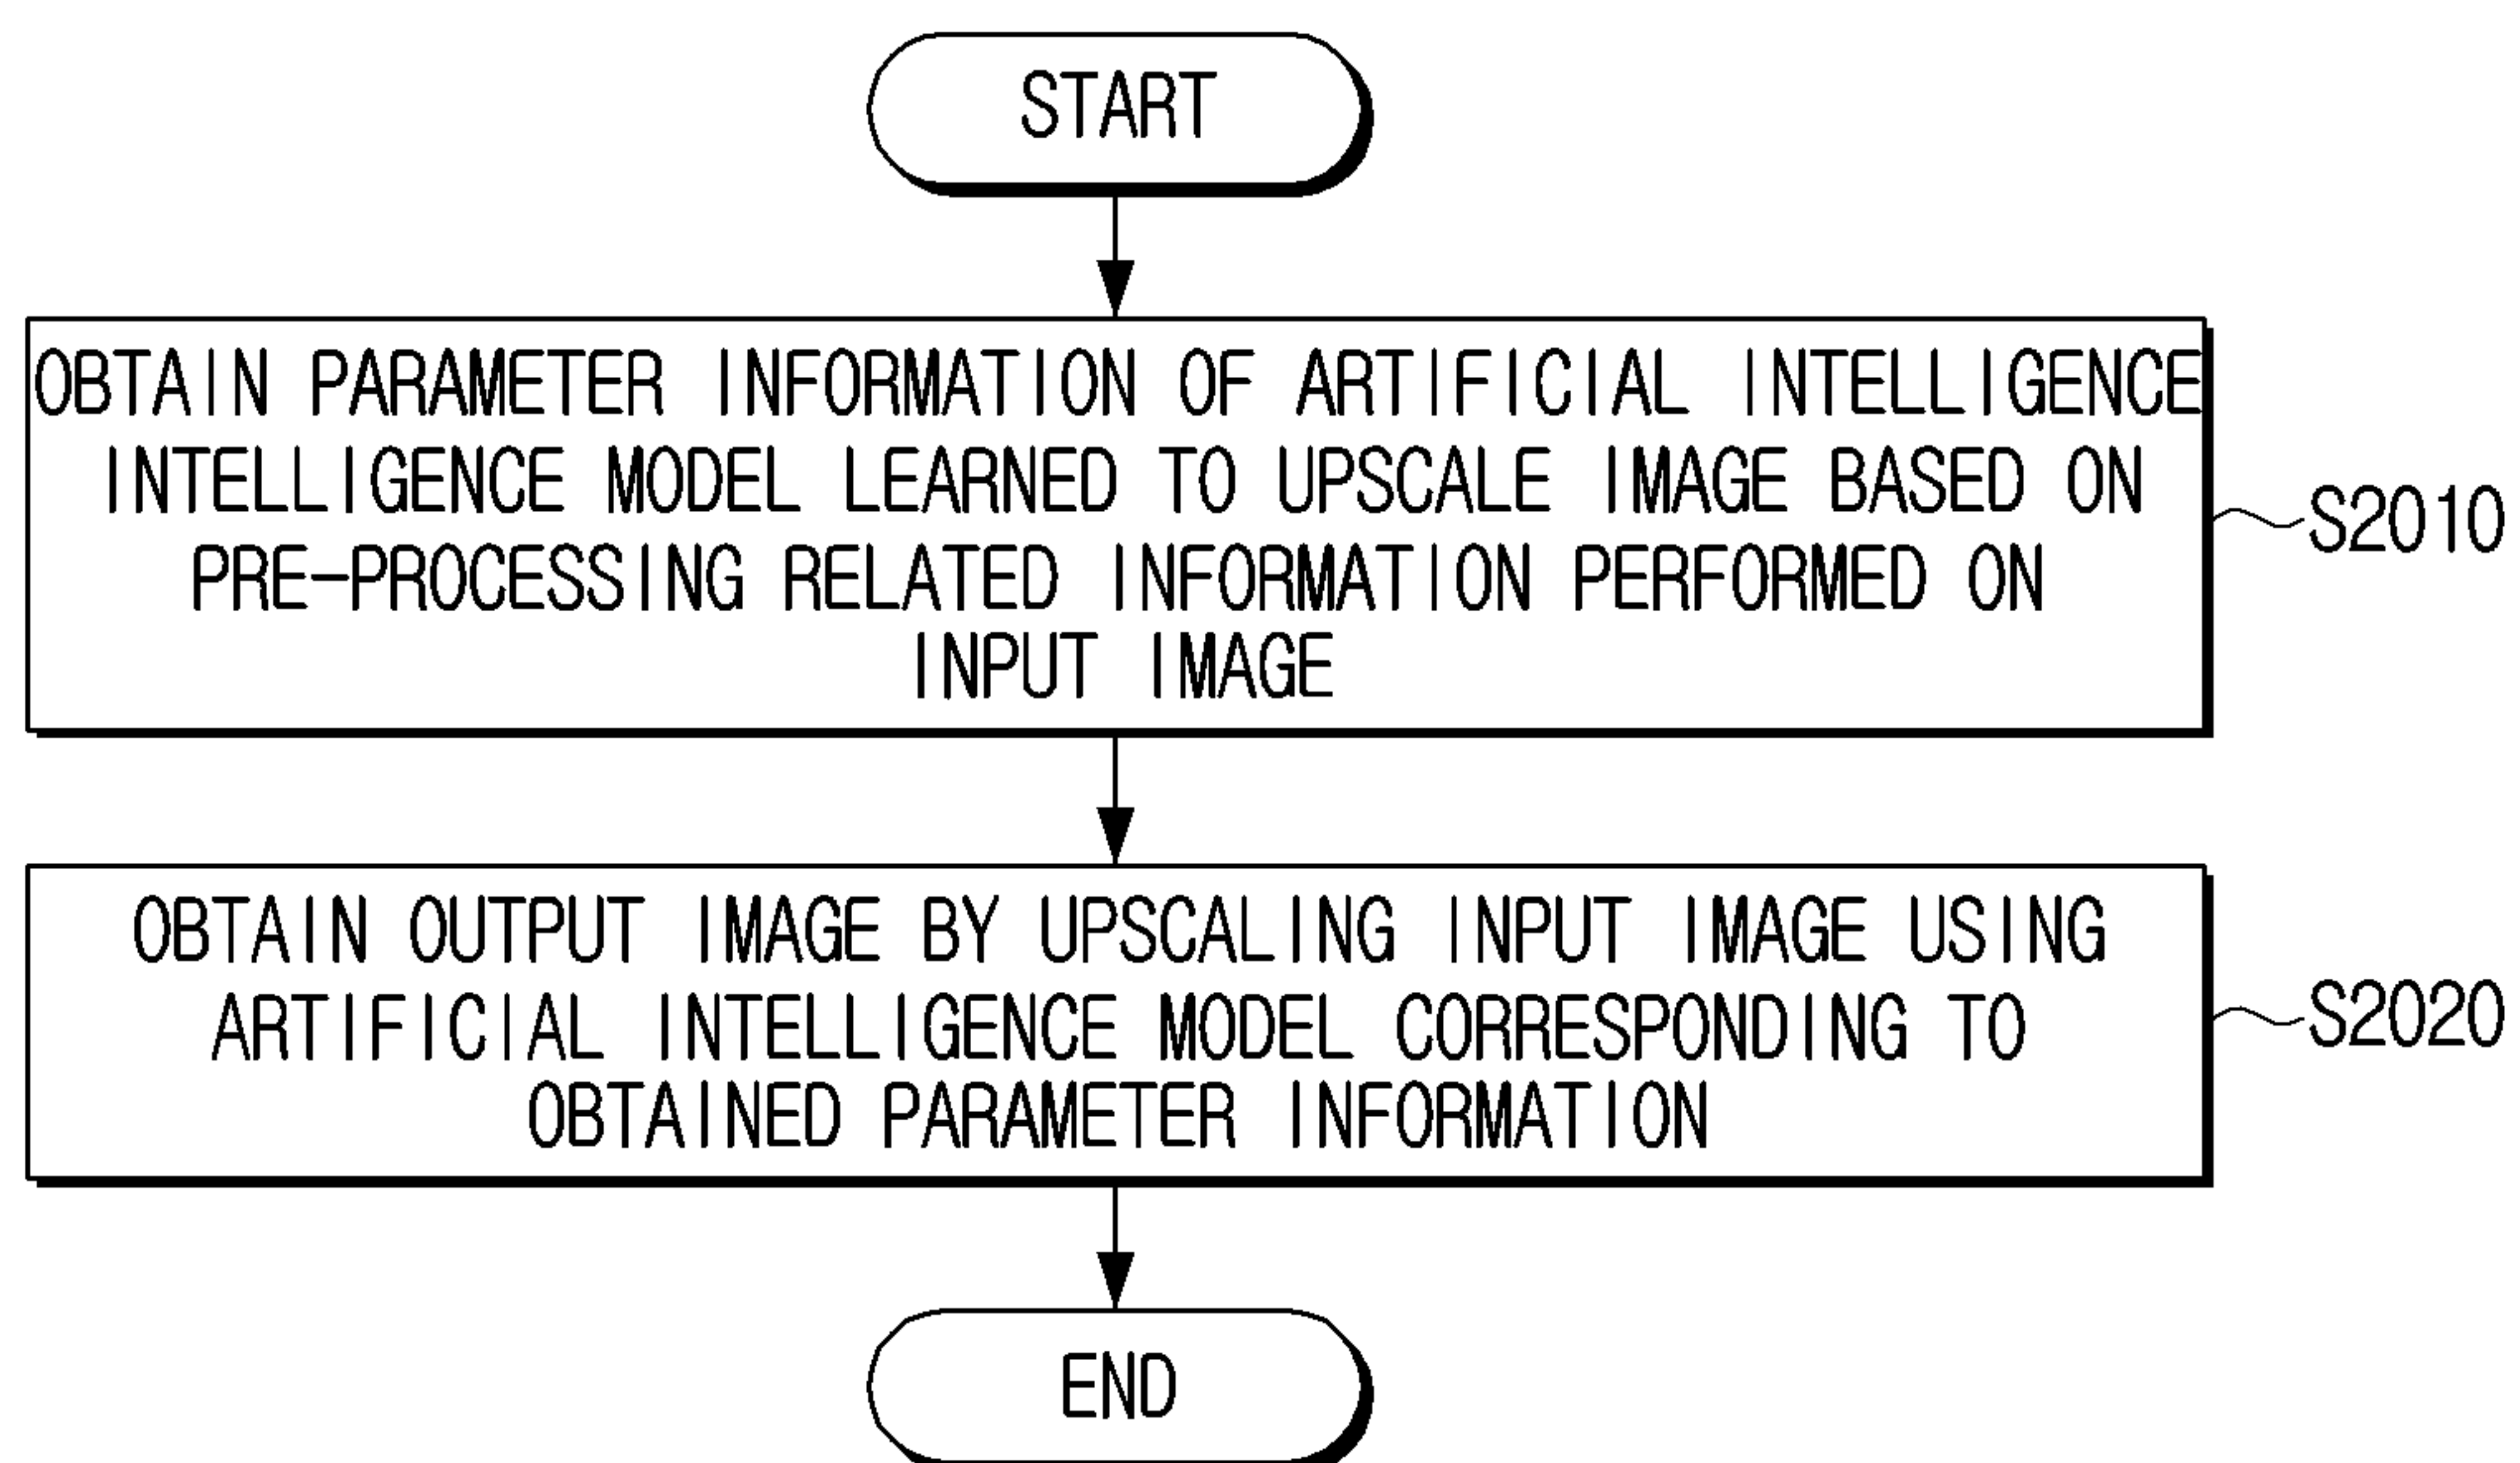 START
OBTAIN PARAMETER INFORMATION OF ARTIFICIAL INTELLIGENCE
INTELLIGENCE MODEL LEARNED TO UPSCALE IMAGE BASED ON
PRE-PROCESSING RELATED INFORMATION PERFORMED ON
INPUT IMAGE
S2010
OBTAIN OUTPUT IMAGE BY UPSCALING INPUT IMAGE USING
ARTIFICIAL INTELLIGENCE MODEL CORRESPONDING TO
OBTAINED PARAMETER INFORMATION
S2020
END